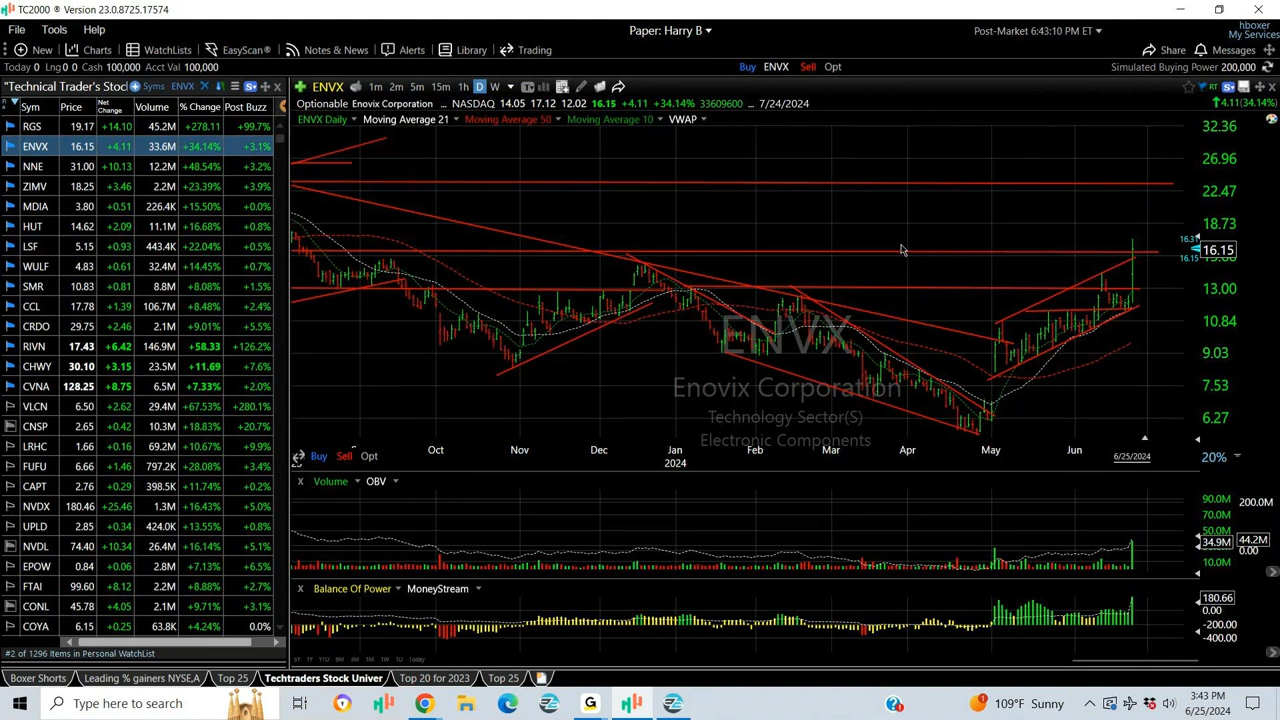 TC2000 ® Version 23.0.8725.17574
File Tools Help
Paper: Harry B
Post-Market 6:43:10 PM ET
hboxer
My Services
New Charts WatchLists EasyScan® Notes & News Alerts Library Trading
Share Messages
Today 0 Lng 0 Cash 100,000 Acct Val 100,000
Buy ENVX Sell Opt
Simulated Buying Power 200,000
"Technical Trader's Stocl Syms ENVX
ENVX 1m 2m 5m 15m 1h D W
RT
Optionable Enovix Corporation ... NASDAQ 14.05 17.12 12.02 16.15 +4.11 +34.14% 33609600 ... 7/24/2024
4.11(34.14%)
ENVX Daily Moving Average 21 Moving Average 50 Moving Average 10 VWAP
Sym Price Net Change Volume % Change Post Buzz
RGS 19.17 +14.10 45.2M +278.11 +99.7%
ENVX 16.15 +4.11 33.6M +34.14% +3.1%
NNE 31.00 +10.13 12.2M +48.54% +3.2%
ZIMV 18.25 +3.46 2.2M +23.39% +3.9%
MDIA 3.80 +0.51 226.4K +15.50% +0.0%
HUT 14.62 +2.09 11.1M +16.68% +0.8%
LSF 5.15 +0.93 443.4K +22.04% +0.5%
WULF 4.83 +0.61 32.4M +14.45% +0.7%
SMR 10.83 +0.81 8.8M +8.08% +1.5%
CCL 17.78 +1.39 106.7M +8.48% +0.4%
CRDO 29.75 +2.46 2.1M +9.01% +5.5%
RIVN 17.43 +6.42 146.9M +58.33 +126.2%
CHWY 30.10 +3.15 23.5M +11.69 +7.6%
CVNA 128.25 +8.75 6.5M +7.33% +2.0%
VLCN 6.50 +2.62 29.4M +67.53% +280.1%
CNSP 2.65 +0.42 10.3M +18.83% +20.7%
LRHC 1.66 +0.16 69.2M +10.67% +9.9%
FUFU 6.66 +1.46 797.2K +28.08% +3.4%
CAPT 2.76 +0.29 398.5K +11.74% +0.2%
NVDX 180.46 +25.46 1.3M +16.43% +5.0%
UPLD 2.85 +0.34 424.0K +13.55% +0.8%
NVDL 74.40 +10.34 26.4M +16.14% +5.1%
EPOW 0.84 +0.06 2.8M +7.13% +6.5%
FTAI 99.60 +8.12 2.2M +8.88% +2.7%
CONL 45.78 +4.05 2.1M +9.71% +3.1%
COYA 6.15 +0.25 63.8K +4.24% 0.0%
#2 of 1296 Items in Personal WatchList
32.36
26.96
22.47
18.73
16.31
16.15
16.15
13.00
10.84
9.03
7.53
6.27
20%
ENVX
Enovix Corporation
Technology Sector(S)
Electronic Components
Oct Nov Dec Jan Feb Mar Apr May Jun
2024
6/25/2024
Buy Sell Opt
X Volume OBV
90.0M
200.0M
70.0M
50.0M
34.9M
44.2M
0.00
10.0M
X Balance Of Power MoneyStream
180.66
0.00
-200.00
-400.00
5Y 1Y YTD 6M 3M 1M 1W 1D Today
Boxer Shorts Leading % gainers NYSE,A Top 25 Techtraders Stock Univer Top 20 for 2023 Top 25
Type here to search
109°F Sunny
3:43 PM
6/25/2024